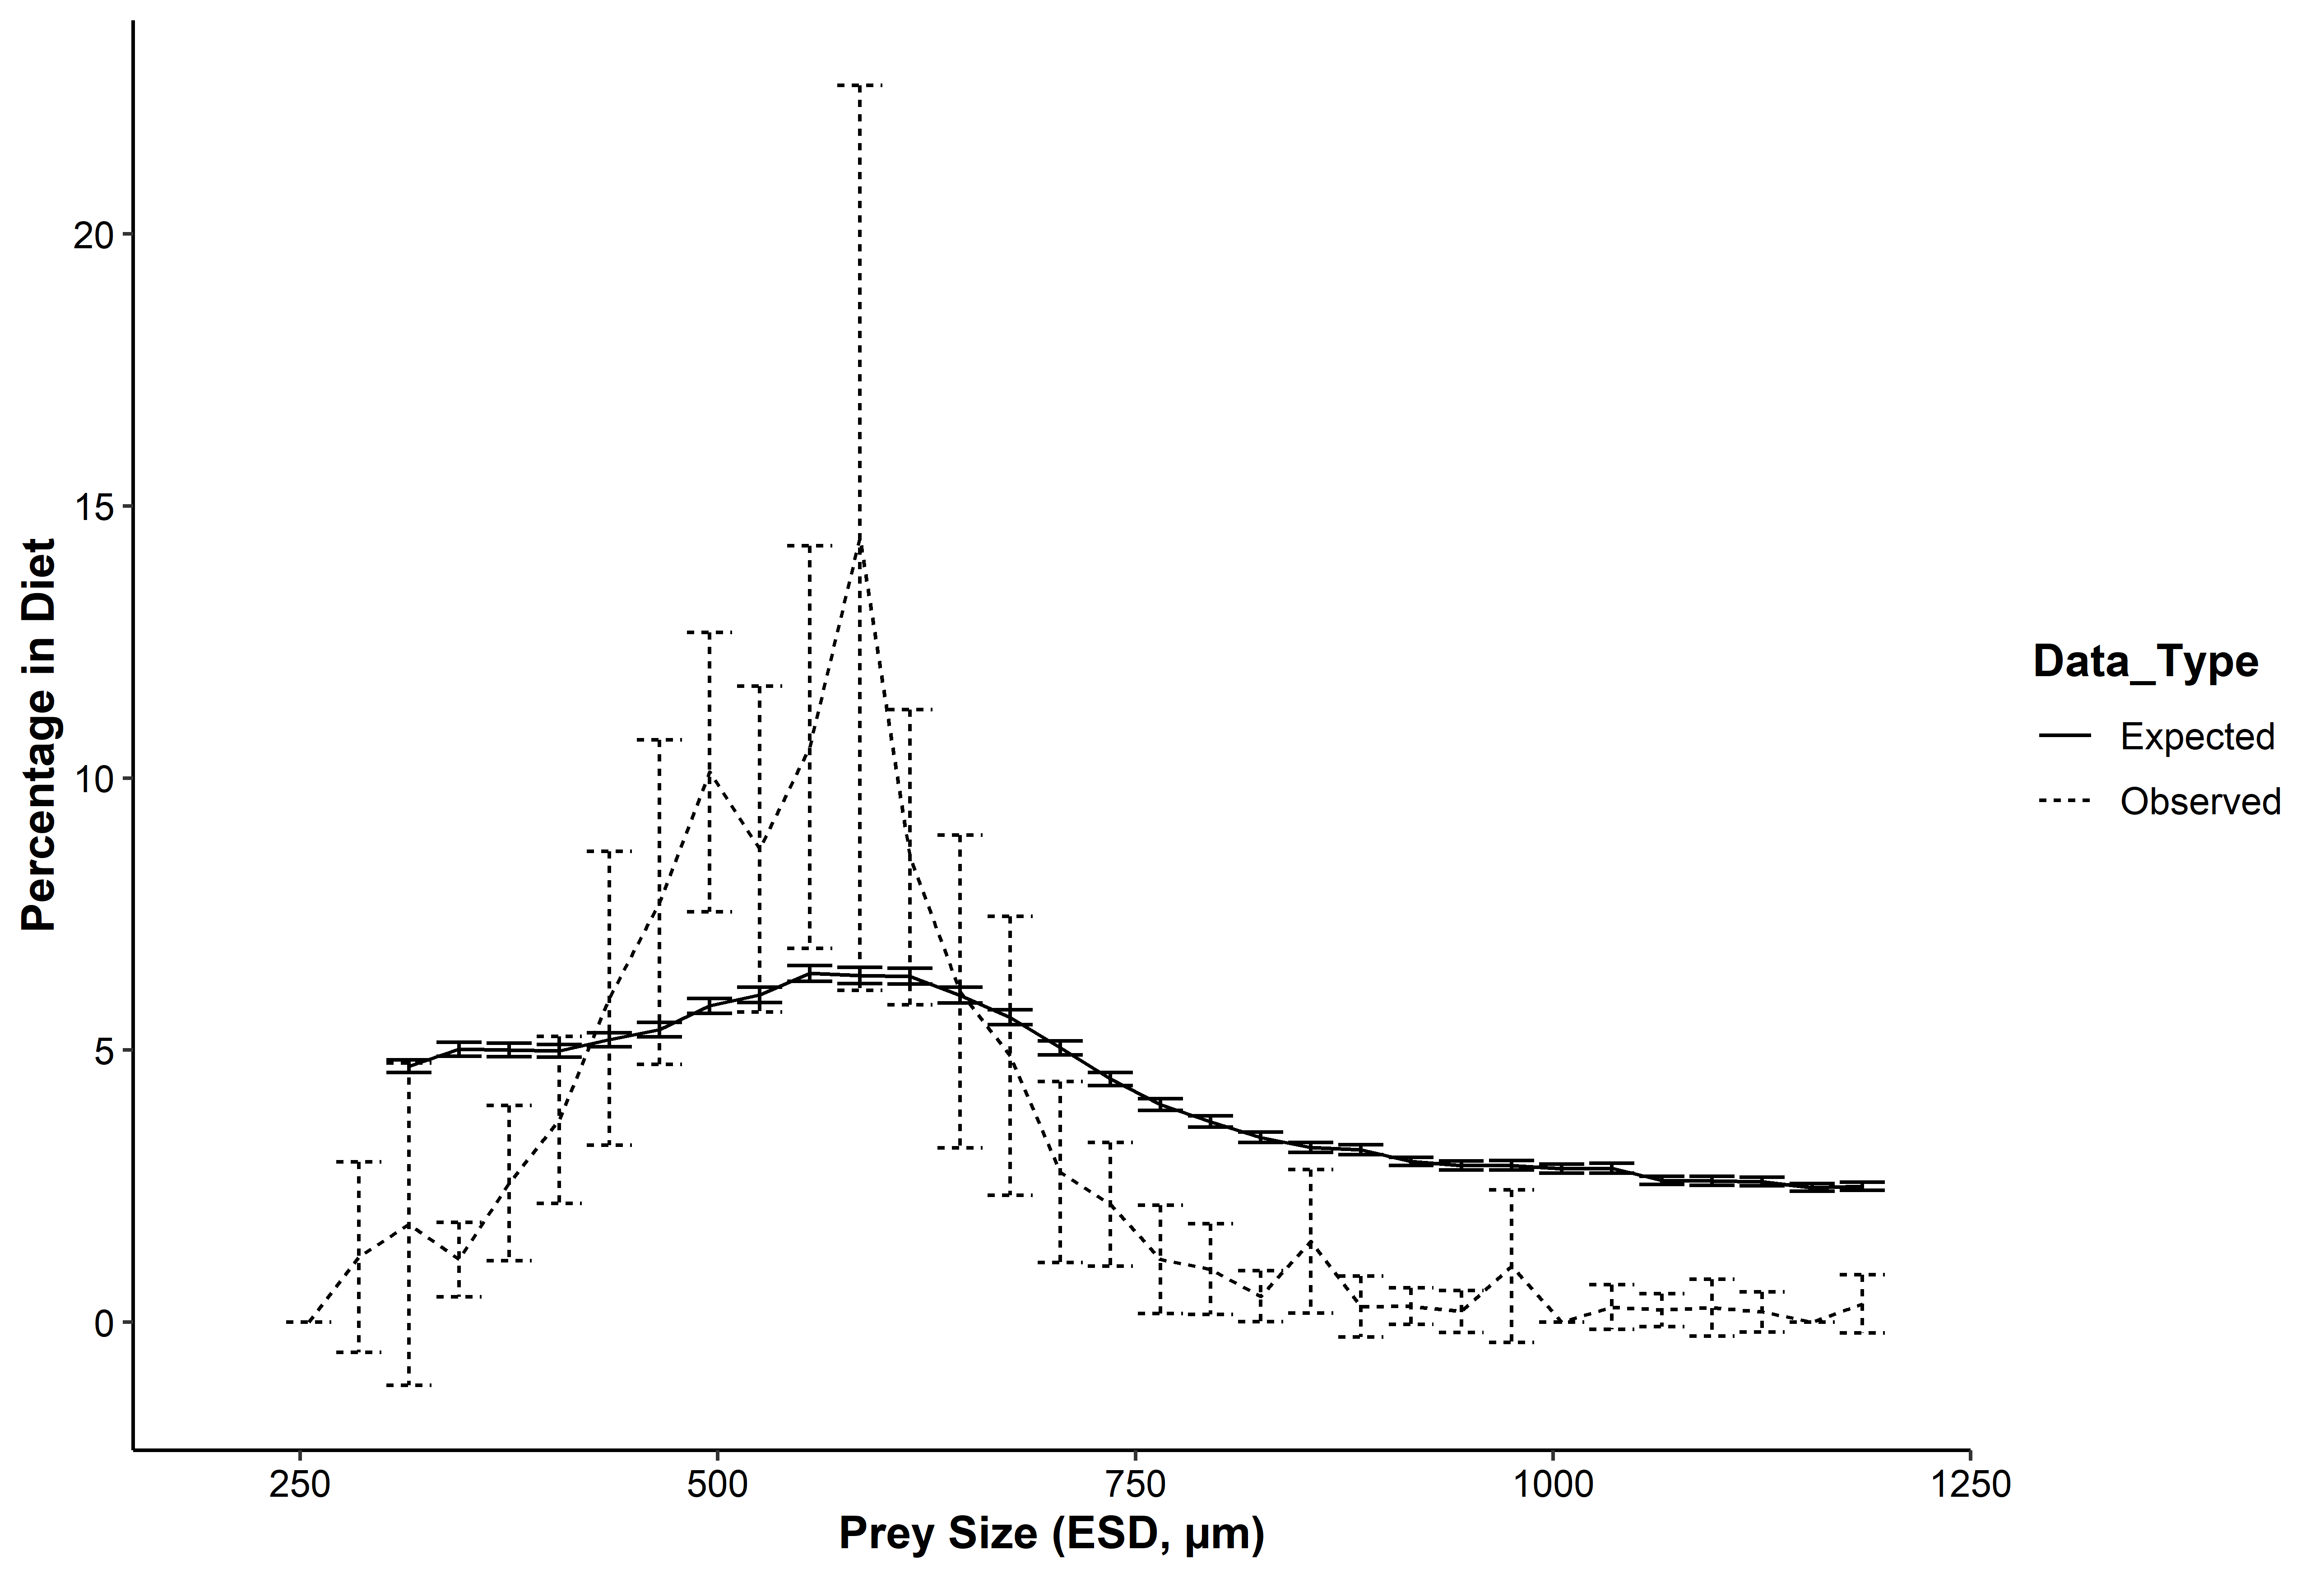 Percentage in Diet
20
15
10
5
0
250 500 750 1000 1250
Prey Size (ESD, µm)
Data_Type
Expected
Observed